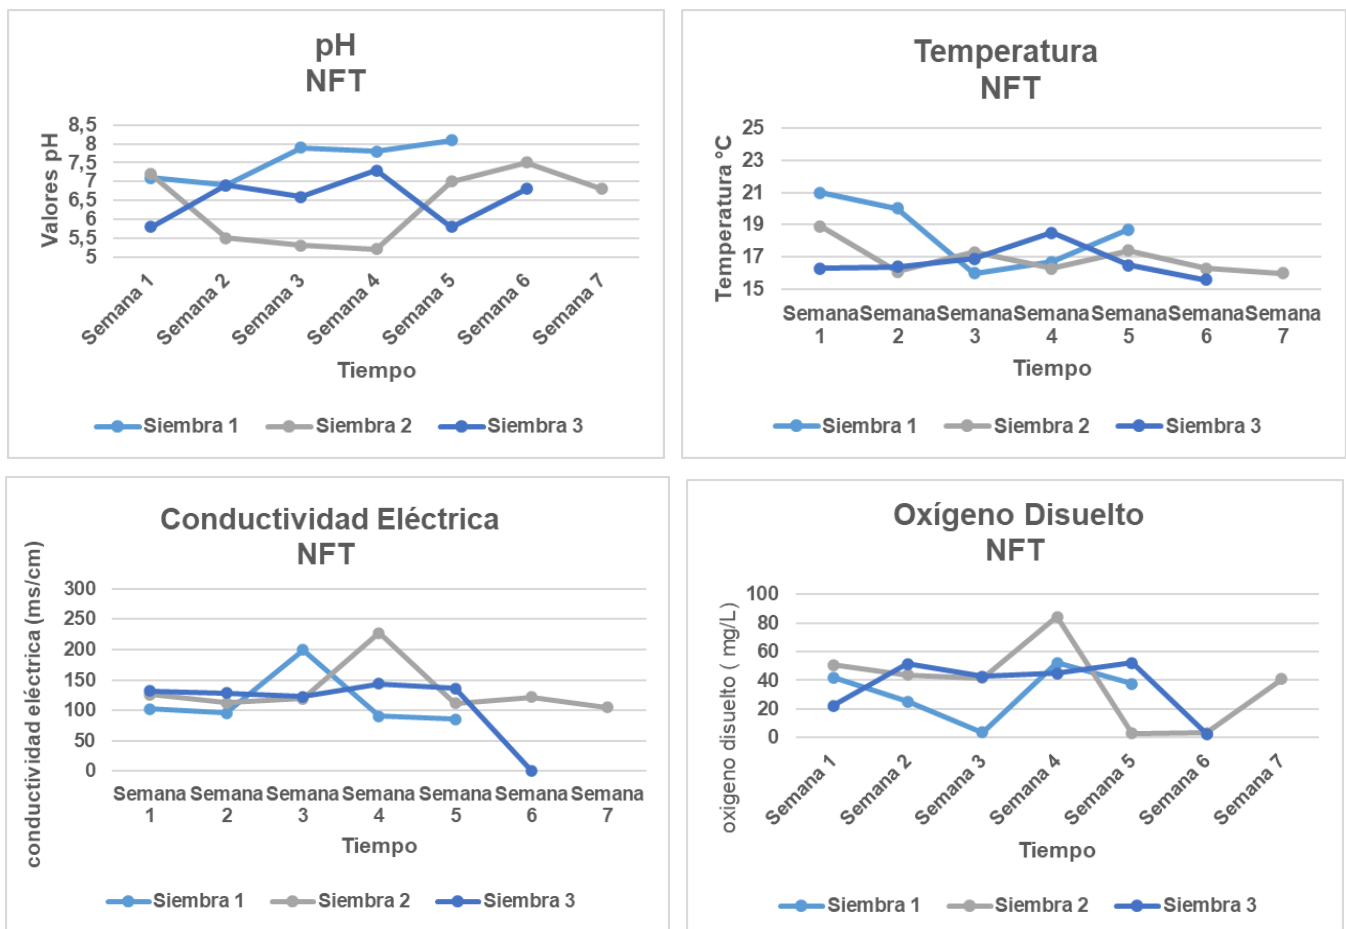 pH
NFT
Valores pH
8,5
8
7,5
7
6,5
6
5,5
5
Semana 1
Semana 2
Semana 3
Semana 4
Semana 5
Semana 6
Semana 7
Tiempo
Siembra 1
Siembra 2
Siembra 3
Temperatura
NFT
Temperatura °C
25
23
21
19
17
15
Semana 1
Semana 2
Semana 3
Semana 4
Semana 5
Semana 6
Semana 7
Tiempo
Siembra 1
Siembra 2
Siembra 3
Conductividad Eléctrica
NFT
conductividad eléctrica (ms/cm)
300
250
200
150
100
50
0
Semana 1
Semana 2
Semana 3
Semana 4
Semana 5
Semana 6
Semana 7
Tiempo
Siembra 1
Siembra 2
Siembra 3
Oxígeno Disuelto
NFT
oxigeno disuelto ( mg/L)
100
80
60
40
20
0
Semana 1
Semana 2
Semana 3
Semana 4
Semana 5
Semana 6
Semana 7
Tiempo
Siembra 1
Siembra 2
Siembra 3